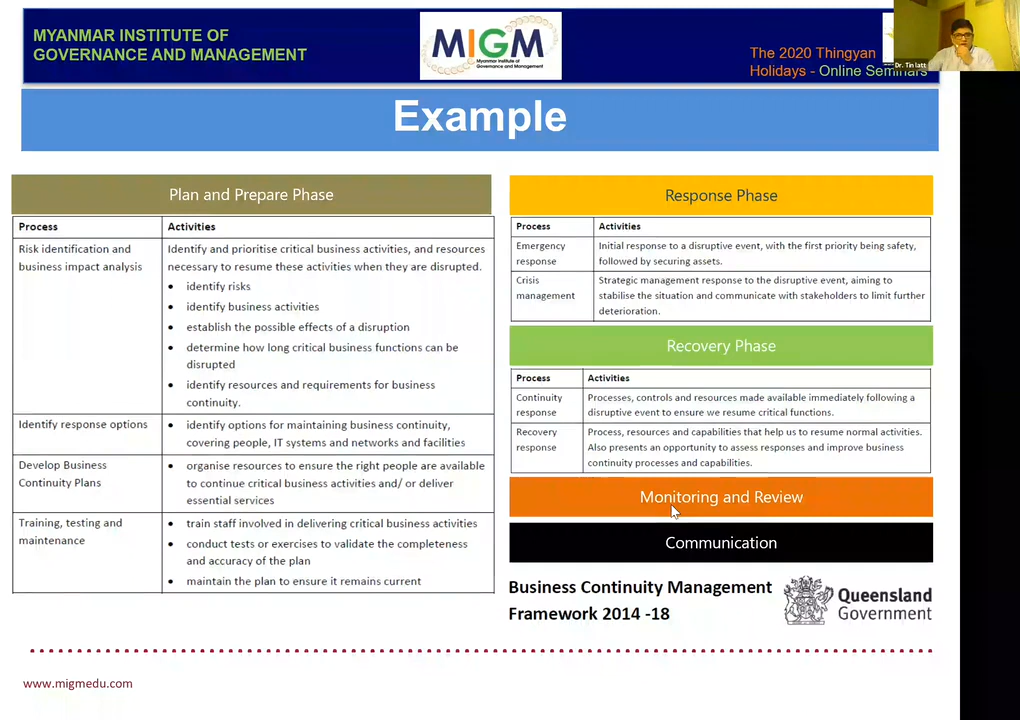 MYANMAR INSTITUTE OF
GOVERNANCE AND MANAGEMENT
MIGM
Myanmar Institute of
Governance and Management
The 2020 Thingyan
Holidays - Online Seminars
Dr. Tin latt
Example
Plan and Prepare Phase
Process Activities
Risk identification and
business impact analysis
Identify and prioritise critical business activities, and resources
necessary to resume these activities when they are disrupted.
• identify risks
• identify business activities
• establish the possible effects of a disruption
• determine how long critical business functions can be
disrupted
• identify resources and requirements for business
continuity.
Identify response options
• identify options for maintaining business continuity,
covering people, IT systems and networks and facilities
Develop Business
Continuity Plans
• organise resources to ensure the right people are available
to continue critical business activities and/ or deliver
essential services
Training, testing and
maintenance
• train staff involved in delivering critical business activities
• conduct tests or exercises to validate the completeness
and accuracy of the plan
• maintain the plan to ensure it remains current
Response Phase
Process Activities
Emergency
response
Initial response to a disruptive event, with the first priority being safety,
followed by securing assets.
Crisis
management
Strategic management response to the disruptive event, aiming to
stabilise the situation and communicate with stakeholders to limit further
deterioration.
Recovery Phase
Process Activities
Continuity
response
Processes, controls and resources made available immediately following a
disruptive event to ensure we resume critical functions.
Recovery
response
Process, resources and capabilities that help us to resume normal activities.
Also presents an opportunity to assess responses and improve business
continuity processes and capabilities.
Monitoring and Review
Communication
Business Continuity Management
Framework 2014 -18
Queensland
Government
www.migmedu.com